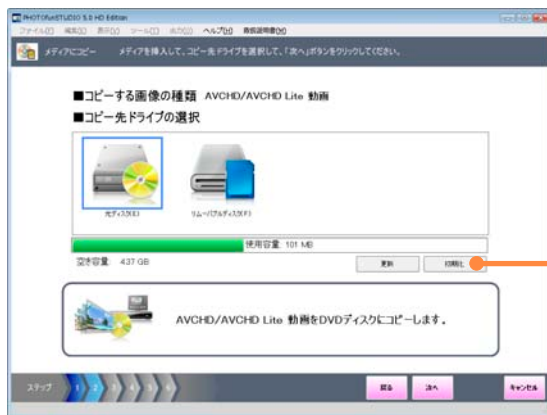 PHOTOfunSTUDIO 5.0 HD Edition
ファイル(F) 編集(E) 表示(V) ツール(T) 出力(O) ヘルプ(H) 取扱説明書(M)
メディアにコピー メディアを挿入して、コピー先ドライブを選択して、「次へ」ボタンをクリックしてください。
■コピーする画像の種類 AVCHD/AVCHD Lite 動画
■コピー先ドライブの選択
光ディスク(E) リムーバブルディスク(F)
使用容量: 101 MB
空き容量: 4.37 GB 更新 初期化
AVCHD/AVCHD Lite 動画をDVDディスクにコピーします。
ステップ 1 2 3 4 5 6 戻る 次へ キャンセル